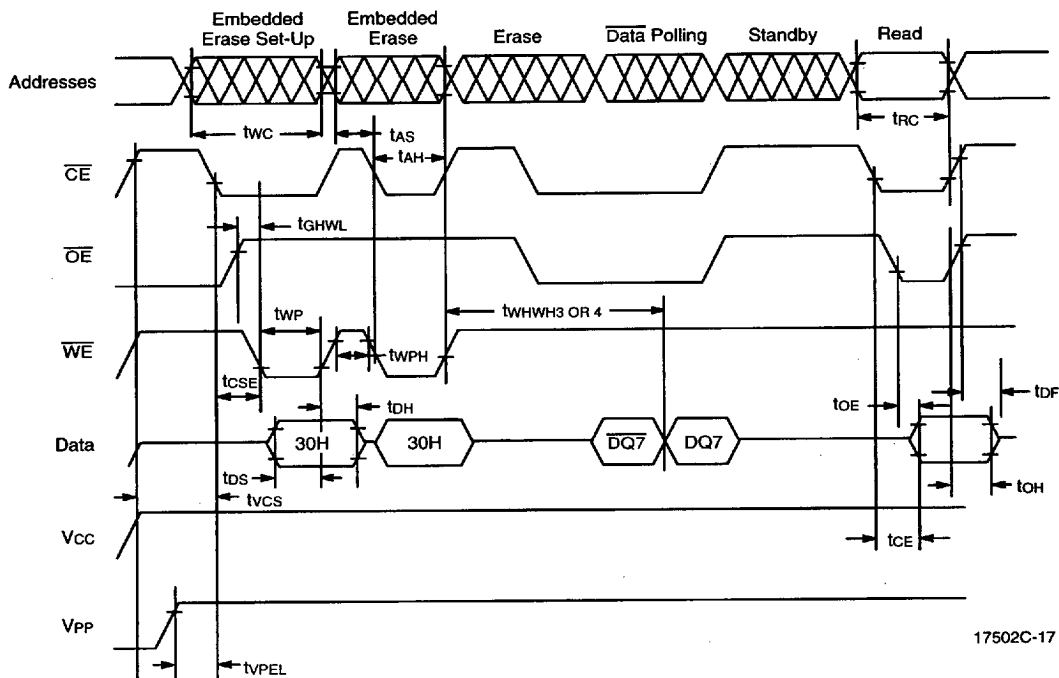 Embedded Erase Set-Up
Embedded Erase
Erase
Data Polling
Standby
Read
Addresses
tWC
tAS
tAH
tRC
CE
tGHWL
OE
tWP
tWHWH3 OR 4
WE
tWPH
tCSE
tDH
tOE
tDF
Data
30H
30H
DQ7
DQ7
tDS
tVCS
tOH
VCC
tCE
VPP
tVPEL
17502C-17